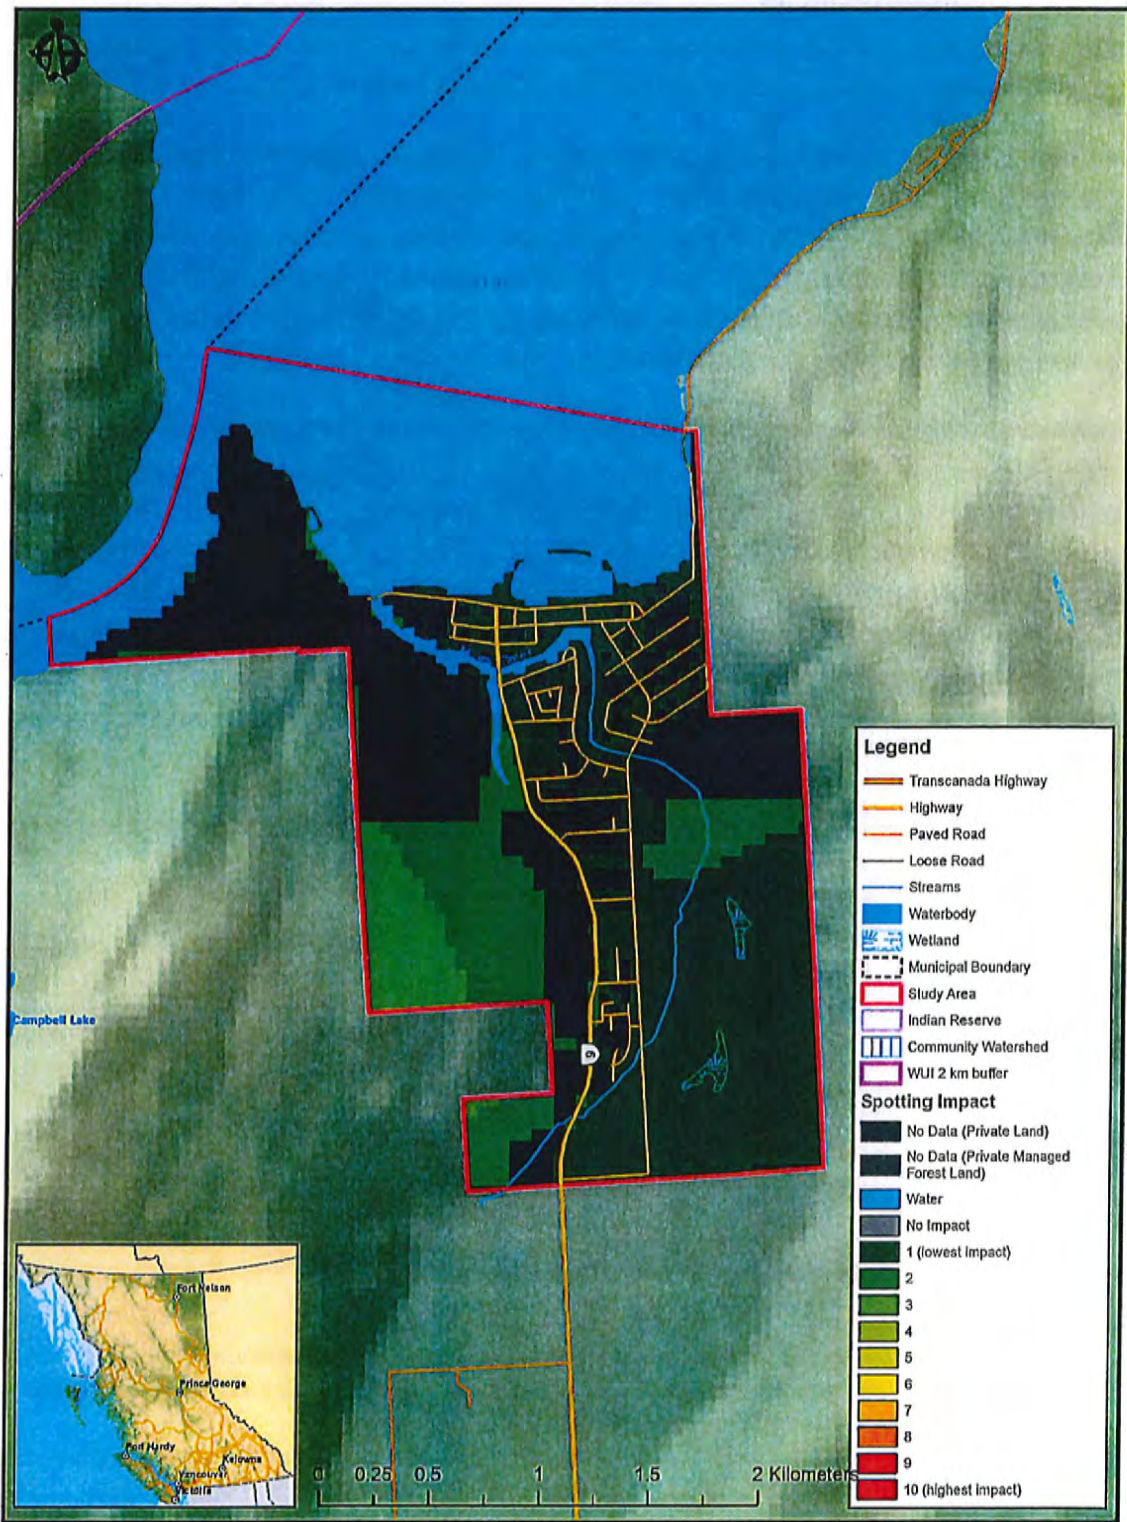 Campbell Lake
9
Legend
Transcanada Highway
Highway
Paved Road
Loose Road
Streams
Waterbody
Wetland
Municipal Boundary
Study Area
Indian Reserve
Community Watershed
WUI 2 km buffer
Spotting Impact
No Data (Private Land)
No Data (Private Managed
Forest Land)
Water
No Impact
1 (lowest impact)
2
3
4
5
6
7
8
9
10 (highest impact)
Fort Nelson
Prince George
Port Hardy
Kelowna
Vancouver
Victoria
0 0.25 0.5 1 1.5 2 Kilometers